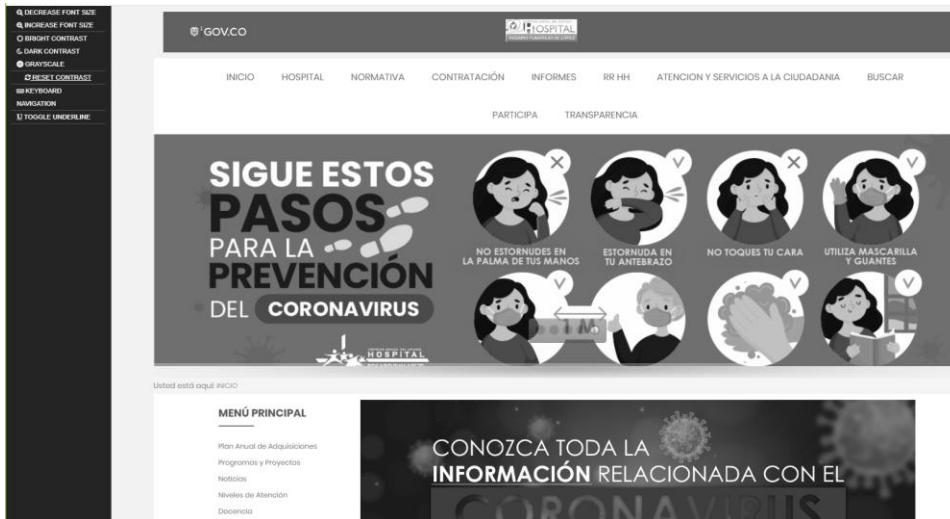 DECREASE FONT SIZE
INCREASE FONT SIZE
BRIGHT CONTRAST
DARK CONTRAST
GRAYSCALE
RESET CONTRAST
KEYBOARD
NAVIGATION
TOGGLE UNDERLINE
GOV.CO
HOSPITAL
INICIO HOSPITAL NORMATIVA CONTRATACIÓN INFORMES RR HH ATENCION Y SERVICIOS A LA CIUDADANIA BUSCAR
PARTICIPA TRANSPARENCIA
SIGUE ESTOS
PASOS
PARA LA
PREVENCIÓN
DEL CORONAVIRUS
HOSPITAL
NO ESTORNUDES EN
LA PALMA DE TUS MANOS
ESTORNUDA EN
TU ANTEBRAZO
NO TOQUES TU CARA
UTILIZA MASCARILLA
Y GUANTES
1 M
Usted está aquí: INICIO
MENÚ PRINCIPAL
Plan Anual de Adquisiciones
Programas y Proyectos
Noticias
Niveles de Atención
Docencia
CONOZCA TODA LA
INFORMACIÓN RELACIONADA CON EL
CORONAVIRUS